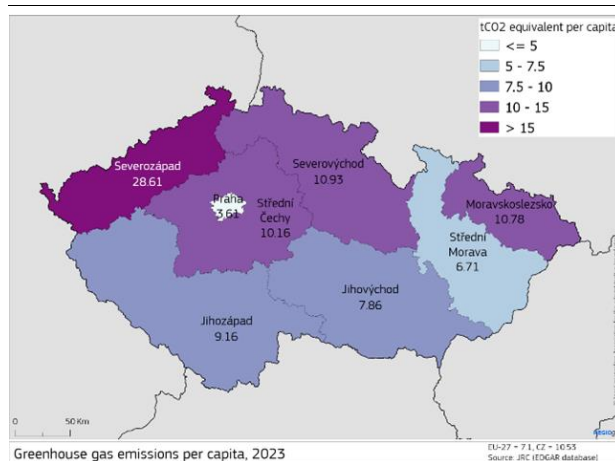 tCO2 equivalent per capita
<= 5
5 - 7.5
7.5 - 10
10 - 15
> 15
Severozápad
28.61
Severovýchod
10.93
Praha
3.61
Střední
Čechy
10.16
Moravskoslezsko
10.78
Střední
Morava
6.71
Jihovýchod
7.86
Jihozápad
9.16
0
50 Km
Greenhouse gas emissions per capita, 2023
EU-27 = 7.1, CZ = 10.53
Source: JRC (EDGAR database)